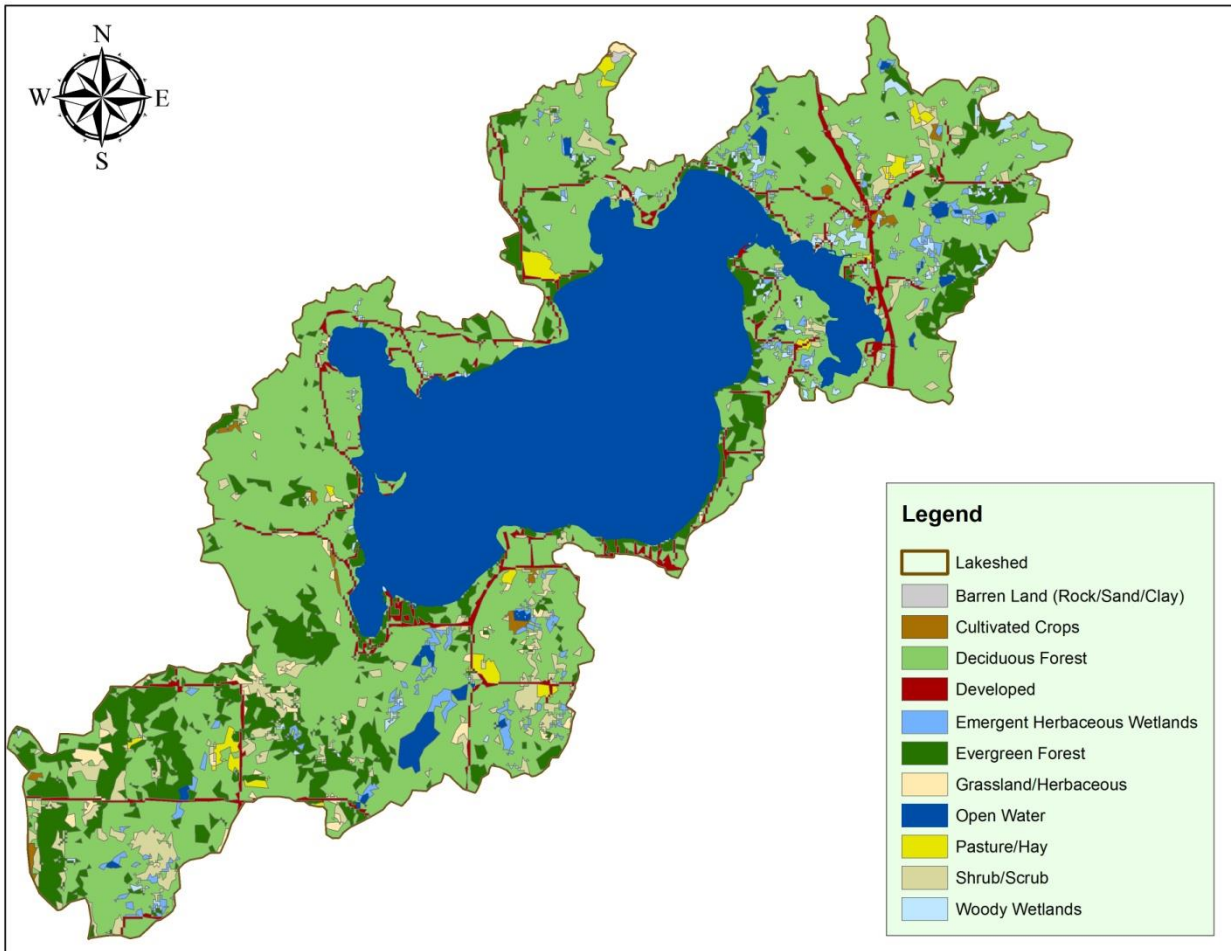 N
W E
S
Legend
Lakeshed
Barren Land (Rock/Sand/Clay)
Cultivated Crops
Deciduous Forest
Developed
Emergent Herbaceous Wetlands
Evergreen Forest
Grassland/Herbaceous
Open Water
Pasture/Hay
Shrub/Scrub
Woody Wetlands